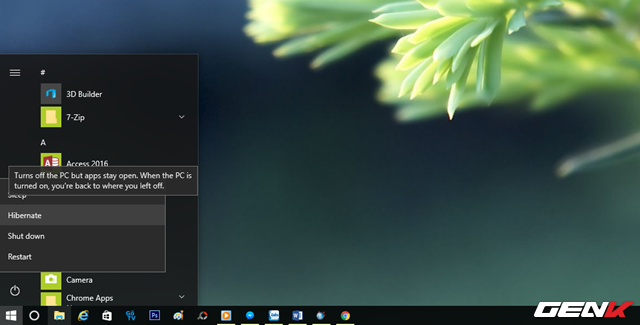 #
3D Builder
7-Zip
A
Access 2016
Turns off the PC but apps stay open. When the PC is
turned on, you're back to where you left off.
Sleep
Hibernate
Shut down
Restart
Camera
Chrome Apps
GENK